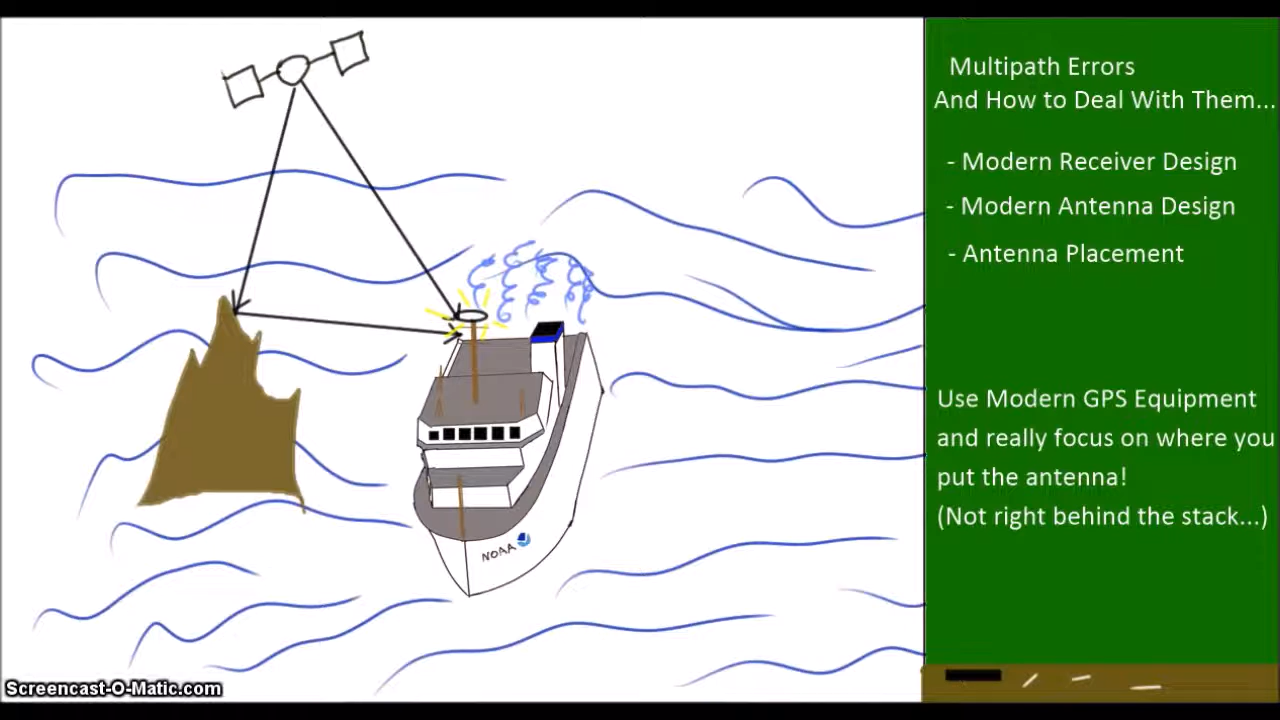 Multipath Errors
And How to Deal With Them...
- Modern Receiver Design
- Modern Antenna Design
- Antenna Placement
Use Modern GPS Equipment
and really focus on where you
put the antenna!
(Not right behind the stack...)
NOAA
Screencast-O-Matic.com